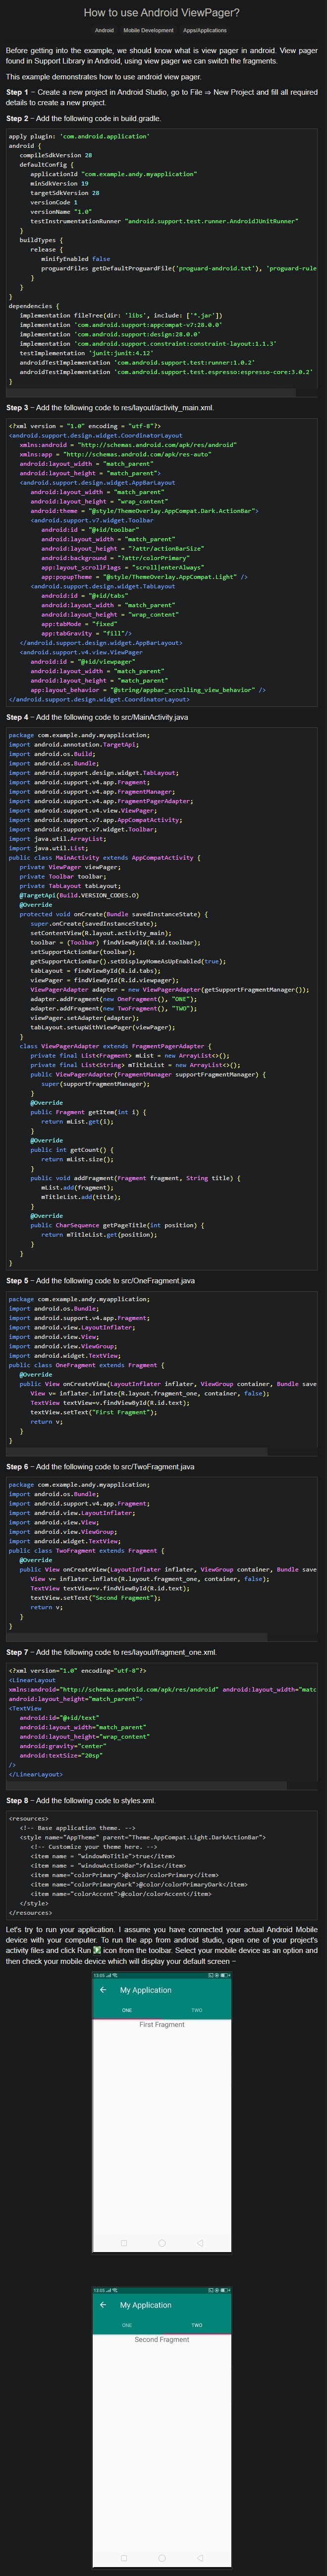 How to use Android ViewPager?
Android Mobile Development Apps/Applications
Before getting into the example, we should know what is view pager in android. View pager
found in Support Library in Android, using view pager we can switch the fragments.
This example demonstrates how to use android view pager.
Step 1 − Create a new project in Android Studio, go to File ⇒ New Project and fill all required
details to create a new project.
Step 2 − Add the following code in build.gradle.
apply plugin: 'com.android.application'
android {
   compileSdkVersion 28
   defaultConfig {
      applicationId "com.example.andy.myapplication"
      minSdkVersion 19
      targetSdkVersion 28
      versionCode 1
      versionName "1.0"
      testInstrumentationRunner "android.support.test.runner.AndroidJUnitRunner"
   }
   buildTypes {
      release {
         minifyEnabled false
         proguardFiles getDefaultProguardFile('proguard-android.txt'), 'proguard-rule
      }
   }
}
dependencies {
   implementation fileTree(dir: 'libs', include: ['*.jar'])
   implementation 'com.android.support:appcompat-v7:28.0.0'
   implementation 'com.android.support:design:28.0.0'
   implementation 'com.android.support.constraint:constraint-layout:1.1.3'
   testImplementation 'junit:junit:4.12'
   androidTestImplementation 'com.android.support.test:runner:1.0.2'
   androidTestImplementation 'com.android.support.test.espresso:espresso-core:3.0.2'
}
Step 3 − Add the following code to res/layout/activity_main.xml.
<?xml version = "1.0" encoding = "utf-8"?>
<android.support.design.widget.CoordinatorLayout
   xmlns:android = "http://schemas.android.com/apk/res/android"
   xmlns:app = "http://schemas.android.com/apk/res-auto"
   android:layout_width = "match_parent"
   android:layout_height = "match_parent">
   <android.support.design.widget.AppBarLayout
      android:layout_width = "match_parent"
      android:layout_height = "wrap_content"
      android:theme = "@style/ThemeOverlay.AppCompat.Dark.ActionBar">
      <android.support.v7.widget.Toolbar
         android:id = "@+id/toolbar"
         android:layout_width = "match_parent"
         android:layout_height = "?attr/actionBarSize"
         android:background = "?attr/colorPrimary"
         app:layout_scrollFlags = "scroll|enterAlways"
         app:popupTheme = "@style/ThemeOverlay.AppCompat.Light" />
      <android.support.design.widget.TabLayout
         android:id = "@+id/tabs"
         android:layout_width = "match_parent"
         android:layout_height = "wrap_content"
         app:tabMode = "fixed"
         app:tabGravity = "fill"/>
   </android.support.design.widget.AppBarLayout>
   <android.support.v4.view.ViewPager
      android:id = "@+id/viewpager"
      android:layout_width = "match_parent"
      android:layout_height = "match_parent"
      app:layout_behavior = "@string/appbar_scrolling_view_behavior" />
</android.support.design.widget.CoordinatorLayout>
Step 4 − Add the following code to src/MainActivity.java
package com.example.andy.myapplication;
import android.annotation.TargetApi;
import android.os.Build;
import android.os.Bundle;
import android.support.design.widget.TabLayout;
import android.support.v4.app.Fragment;
import android.support.v4.app.FragmentManager;
import android.support.v4.app.FragmentPagerAdapter;
import android.support.v4.view.ViewPager;
import android.support.v7.app.AppCompatActivity;
import android.support.v7.widget.Toolbar;
import java.util.ArrayList;
import java.util.List;
public class MainActivity extends AppCompatActivity {
   private ViewPager viewPager;
   private Toolbar toolbar;
   private TabLayout tabLayout;
   @TargetApi(Build.VERSION_CODES.O)
   @Override
   protected void onCreate(Bundle savedInstanceState) {
      super.onCreate(savedInstanceState);
      setContentView(R.layout.activity_main);
      toolbar = (Toolbar) findViewById(R.id.toolbar);
      setSupportActionBar(toolbar);
      getSupportActionBar().setDisplayHomeAsUpEnabled(true);
      tabLayout = findViewById(R.id.tabs);
      viewPager = findViewById(R.id.viewpager);
      ViewPagerAdapter adapter = new ViewPagerAdapter(getSupportFragmentManager());
      adapter.addFragment(new OneFragment(), "ONE");
      adapter.addFragment(new TwoFragment(), "TWO");
      viewPager.setAdapter(adapter);
      tabLayout.setupWithViewPager(viewPager);
   }
   class ViewPagerAdapter extends FragmentPagerAdapter {
      private final List<Fragment> mList = new ArrayList<>();
      private final List<String> mTitleList = new ArrayList<>();
      public ViewPagerAdapter(FragmentManager supportFragmentManager) {
         super(supportFragmentManager);
      }
      @Override
      public Fragment getItem(int i) {
         return mList.get(i);
      }
      @Override
      public int getCount() {
         return mList.size();
      }
      public void addFragment(Fragment fragment, String title) {
         mList.add(fragment);
         mTitleList.add(title);
      }
      @Override
      public CharSequence getPageTitle(int position) {
         return mTitleList.get(position);
      }
   }
}
Step 5 − Add the following code to src/OneFragment.java
package com.example.andy.myapplication;
import android.os.Bundle;
import android.support.v4.app.Fragment;
import android.view.LayoutInflater;
import android.view.View;
import android.view.ViewGroup;
import android.widget.TextView;
public class OneFragment extends Fragment {
   @Override
   public View onCreateView(LayoutInflater inflater, ViewGroup container, Bundle save
      View v= inflater.inflate(R.layout.fragment_one, container, false);
      TextView textView=v.findViewById(R.id.text);
      textView.setText("First Fragment");
      return v;
   }
}
Step 6 − Add the following code to src/TwoFragment.java
package com.example.andy.myapplication;
import android.os.Bundle;
import android.support.v4.app.Fragment;
import android.view.LayoutInflater;
import android.view.View;
import android.view.ViewGroup;
import android.widget.TextView;
public class TwoFragment extends Fragment {
   @Override
   public View onCreateView(LayoutInflater inflater, ViewGroup container, Bundle save
      View v= inflater.inflate(R.layout.fragment_one, container, false);
      TextView textView=v.findViewById(R.id.text);
      textView.setText("Second Fragment");
      return v;
   }
}
Step 7 − Add the following code to res/layout/fragment_one.xml.
<?xml version="1.0" encoding="utf-8"?>
<LinearLayout
xmlns:android="http://schemas.android.com/apk/res/android" android:layout_width="matc
android:layout_height="match_parent">
<TextView
   android:id="@+id/text"
   android:layout_width="match_parent"
   android:layout_height="wrap_content"
   android:gravity="center"
   android:textSize="20sp"
/>
</LinearLayout>
Step 8 − Add the following code to styles.xml.
<resources>
   <!-- Base application theme. -->
   <style name="AppTheme" parent="Theme.AppCompat.Light.DarkActionBar">
      <!-- Customize your theme here. -->
      <item name = "windowNoTitle">true</item>
      <item name = "windowActionBar">false</item>
      <item name="colorPrimary">@color/colorPrimary</item>
      <item name="colorPrimaryDark">@color/colorPrimaryDark</item>
      <item name="colorAccent">@color/colorAccent</item>
   </style>
</resources>
Let's try to run your application. I assume you have connected your actual Android Mobile
device with your computer. To run the app from android studio, open one of your project's
activity files and click Run icon from the toolbar. Select your mobile device as an option and
then check your mobile device which will display your default screen −
13:05
My Application
ONE TWO
First Fragment
13:05
My Application
ONE TWO
Second Fragment